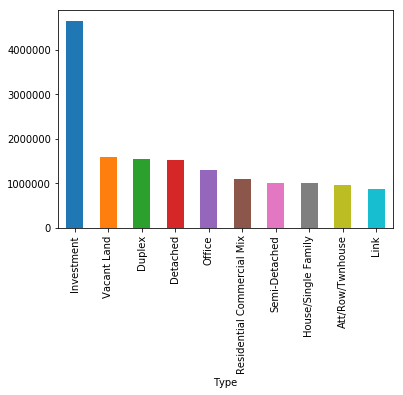 4000000
3000000
2000000
1000000
0
Investment
Vacant Land
Duplex
Detached
Office
Residential Commercial Mix
Semi-Detached
House/Single Family
Att/Row/Twnhouse
Link
Type